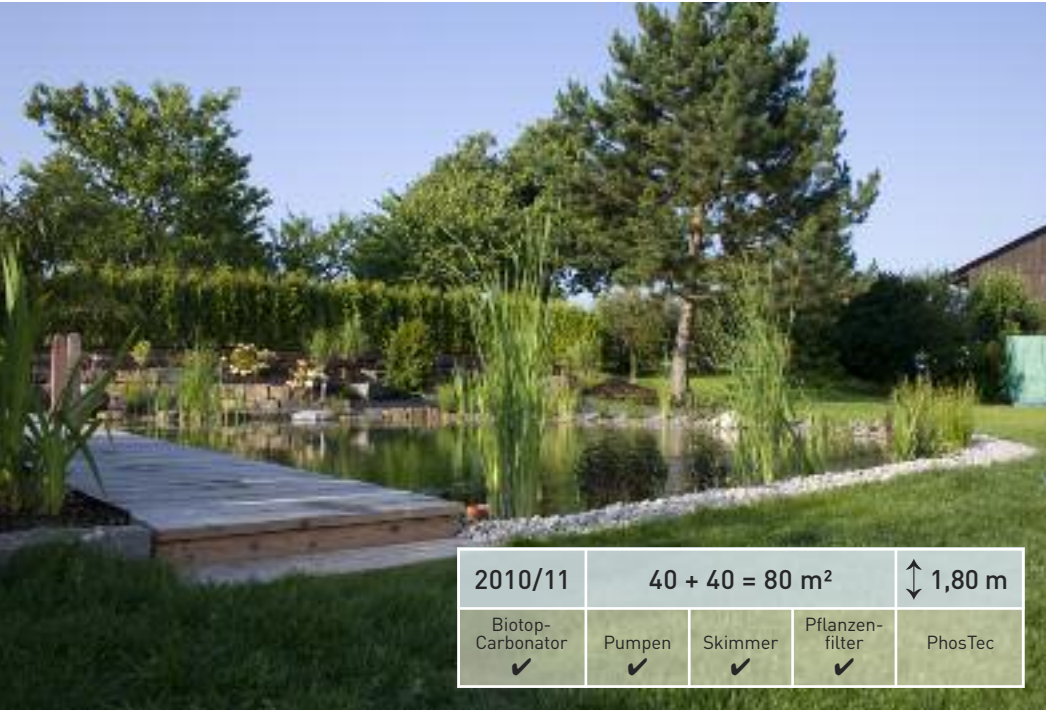 2010/11
40 + 40 = 80 m²
↕ 1,80 m
Biotop-
Carbonator
✔
Pumpen
✔
Skimmer
✔
Pflanzen-
filter
✔
PhosTec